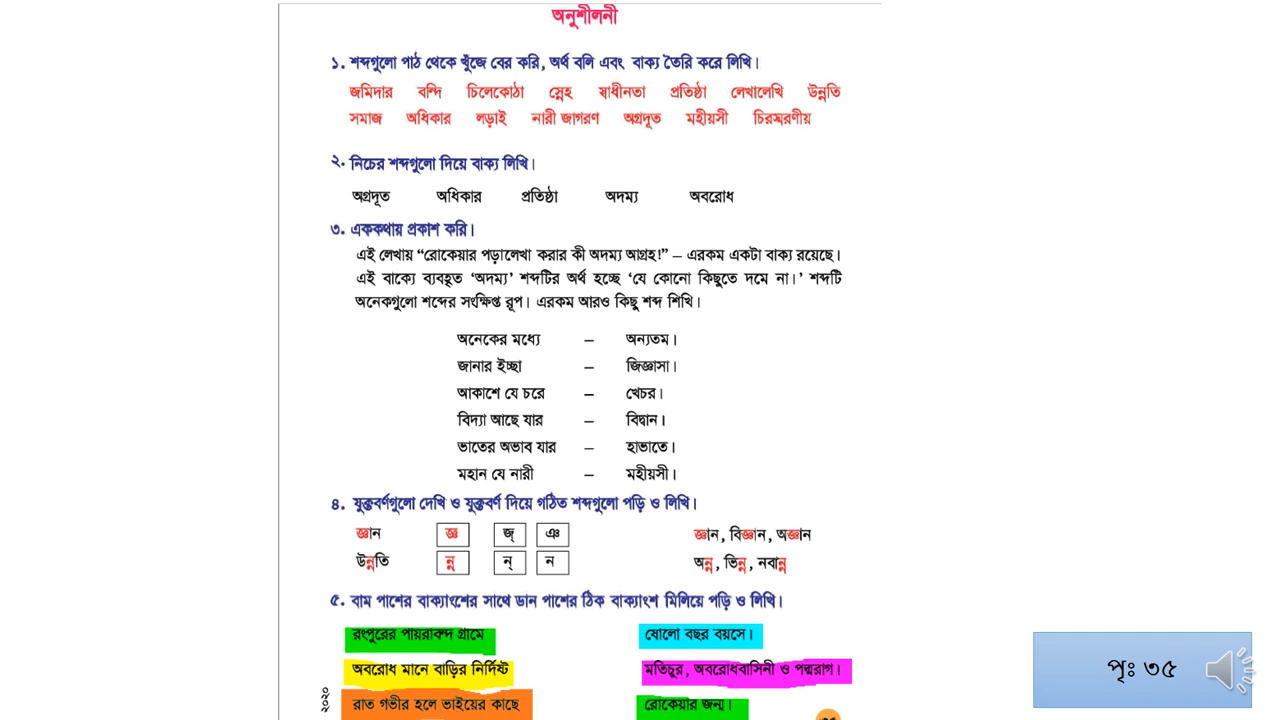 অনুশীলনী
১. শব্দগুলো পাঠ থেকে খুঁজে বের করি, অর্থ বলি এবং বাক্য তৈরি করে লিখি।
জমিদার বন্দি চিলেকোঠা স্নেহ স্বাধীনতা প্রতিষ্ঠা লেখালেখি উন্নতি
সমাজ অধিকার লড়াই নারী জাগরণ অগ্রদূত মহীয়সী চিরস্মরণীয়
২. নিচের শব্দগুলো দিয়ে বাক্য লিখি।
অগ্রদূত অধিকার প্রতিষ্ঠা অদম্য অবরোধ
৩. এককথায় প্রকাশ করি।
এই লেখায় “রোকেয়ার পড়ালেখা করার কী অদম্য আগ্রহ!” – এরকম একটা বাক্য রয়েছে।
এই বাক্যে ব্যবহৃত ‘অদম্য’ শব্দটির অর্থ হচ্ছে ‘যে কোনো কিছুতে দমে না।’ শব্দটি
অনেকগুলো শব্দের সংক্ষিপ্ত রূপ। এরকম আরও কিছু শব্দ শিখি।
অনেকের মধ্যে – অন্যতম।
জানার ইচ্ছা – জিজ্ঞাসা।
আকাশে যে চরে – খেচর।
বিদ্যা আছে যার – বিদ্বান।
ভাতের অভাব যার – হাভাতে।
মহান যে নারী – মহীয়সী।
৪. যুক্তবর্ণগুলো দেখি ও যুক্তবর্ণ দিয়ে গঠিত শব্দগুলো পড়ি ও লিখি।
জ্ঞান জ্ঞ জ্ ঞ জ্ঞান, বিজ্ঞান, অজ্ঞান
উন্নতি ন্ন ন্ ন অন্ন, ভিন্ন, নবান্ন
৫. বাম পাশের বাক্যাংশের সাথে ডান পাশের ঠিক বাক্যাংশ মিলিয়ে পড়ি ও লিখি।
রংপুরের পায়রাবন্দ গ্রামে ষোলো বছর বয়সে।
অবরোধ মানে বাড়ির নির্দিষ্ট মতিচুর, অবরোধবাসিনী ও পদ্মরাগ।
রাত গভীর হলে ভাইয়ের কাছে রোকেয়ার জন্ম।
২০২০
পৃঃ ৩৫